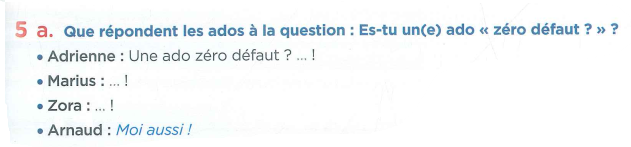 5 a. Que répondent les ados à la question : Es-tu un(e) ado « zéro défaut ? » ?
• Adrienne : Une ado zéro défaut ? ... !
• Marius : ... !
• Zora : ... !
• Arnaud : Moi aussi !